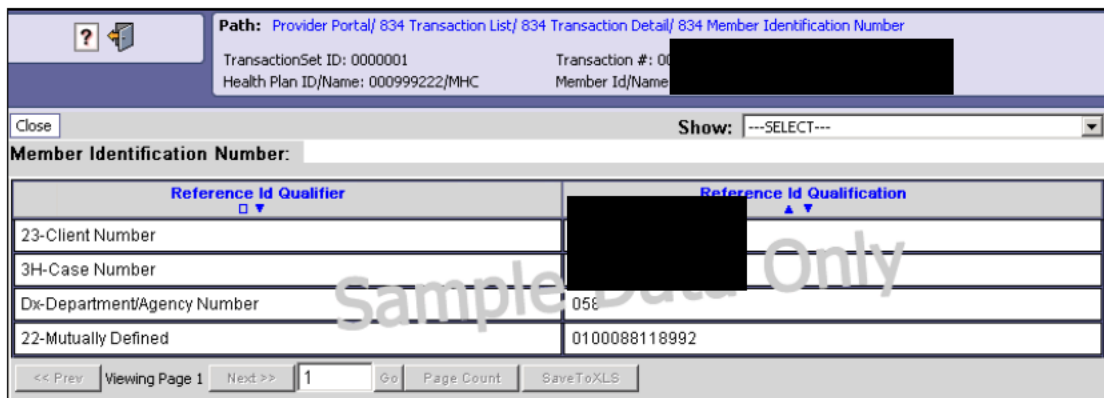 ?
Path: Provider Portal/ 834 Transaction List/ 834 Transaction Detail/ 834 Member Identification Number
TransactionSet ID: 0000001 Transaction #:
Health Plan ID/Name: 000999222/MHC Member Id/Name
Close Show: ---SELECT---
Member Identification Number:
Reference Id Qualifier Reference Id Qualification
23-Client Number
3H-Case Number
Dx-Department/Agency Number 058
22-Mutually Defined 0100088118992
Sample Data Only
<< Prev Viewing Page 1 Next >> 1 Go Page Count SaveToXLS